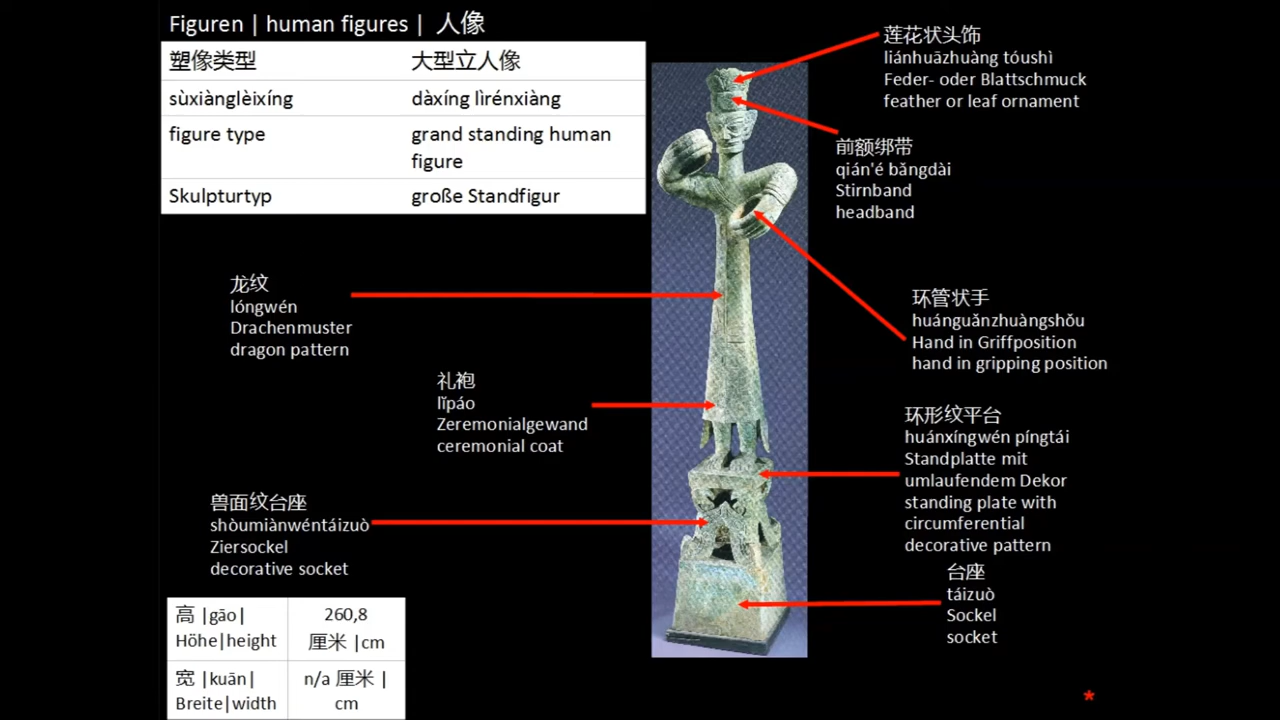 Figuren | human figures | 人像
塑像类型 大型立人像
sùxiànglèixíng dàxíng lìrénxiàng
figure type grand standing human
figure
Skulpturtyp große Standfigur
莲花状头饰
liánhuāzhuàng tóushì
Feder- oder Blattschmuck
feather or leaf ornament
前额绑带
qián'é bǎngdài
Stirnband
headband
龙纹
lóngwén
Drachenmuster
dragon pattern
环管状手
huánguǎnzhuàngshǒu
Hand in Griffposition
hand in gripping position
礼袍
lǐpáo
Zeremonialgewand
ceremonial coat
环形纹平台
huánxíngwén píngtái
Standplatte mit
umlaufendem Dekor
standing plate with
circumferential
decorative pattern
兽面纹台座
shòumiànwéntáizuò
Ziersockel
decorative socket
台座
táizuò
Sockel
socket
高 |gāo| 260,8
Höhe|height 厘米 |cm
宽 |kuān| n/a 厘米 |
Breite|width cm
*